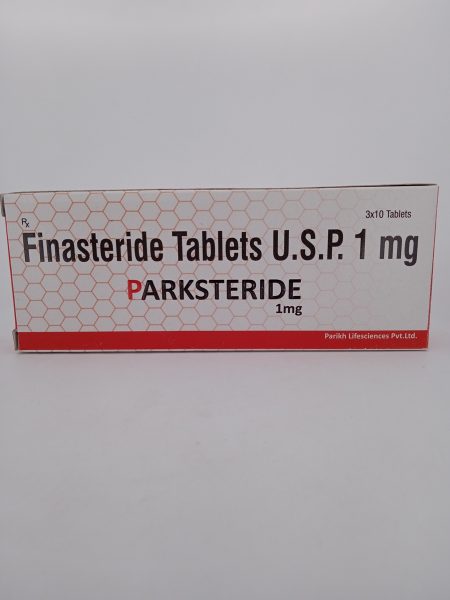 Rx
3x10 Tablets
Finasteride Tablets U.S.P. 1 mg
PARKSTERIDE
1mg
Parikh Lifesciences Pvt.Ltd.